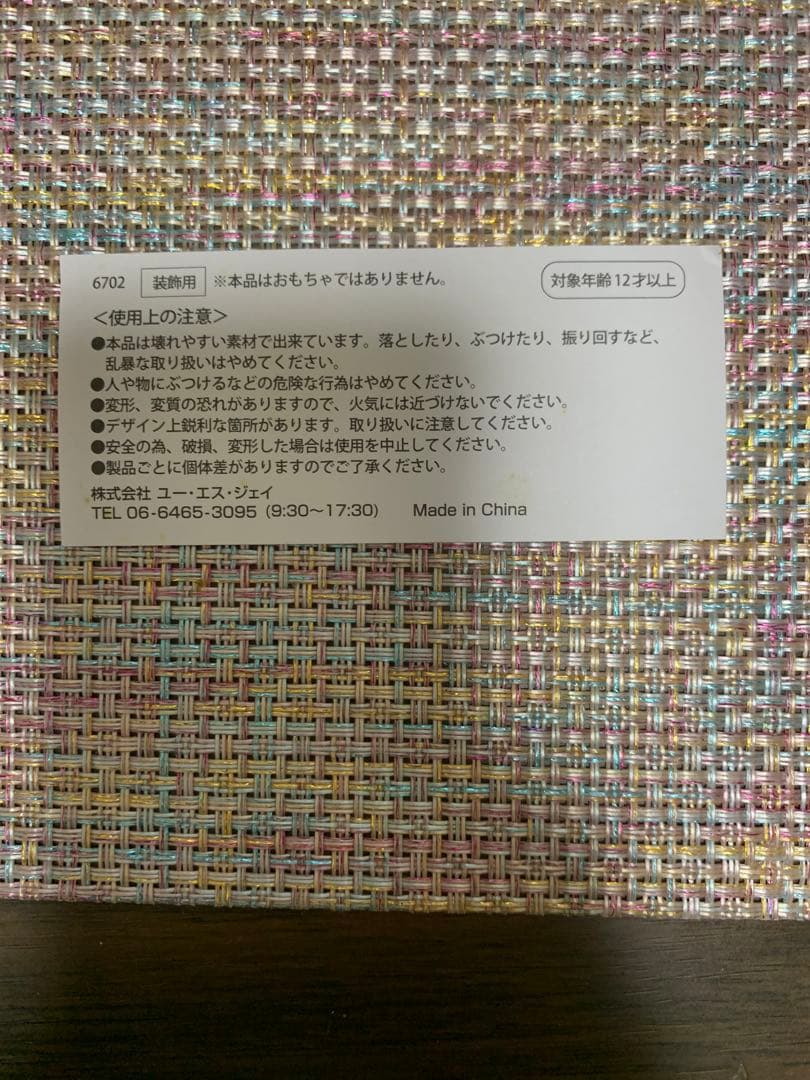 6702 装飾用 ※本品はおもちゃではありません。 対象年齢12才以上
＜使用上の注意＞
●本品は壊れやすい素材で出来ています。落としたり、ぶつけたり、振り回すなど、
乱暴な取り扱いはやめてください。
●人や物にぶつけるなどの危険な行為はやめてください。
●変形、変質の恐れがありますので、火気には近づけないでください。
●デザイン上鋭利な箇所があります。取り扱いに注意してください。
●安全の為、破損、変形した場合は使用を中止してください。
●製品ごとに個体差がありますのでご了承ください。
株式会社 ユー・エス・ジェイ
TEL 06-6465-3095 (9:30〜17:30) Made in China